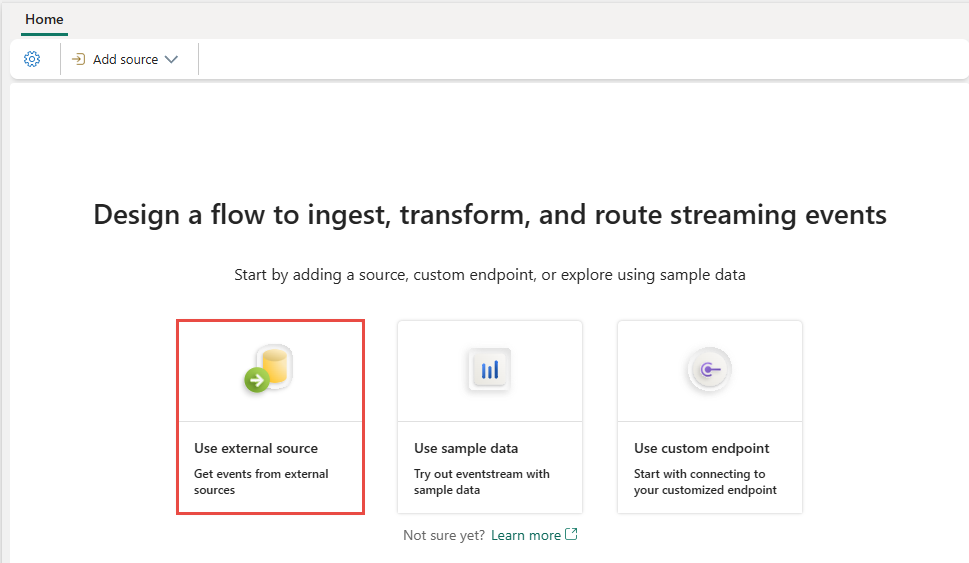 Home
Add source
Design a flow to ingest, transform, and route streaming events
Start by adding a source, custom endpoint, or explore using sample data
Use external source
Get events from external
sources
Use sample data
Try out eventstream with
sample data
Use custom endpoint
Start with connecting to
your customized endpoint
Not sure yet? Learn more